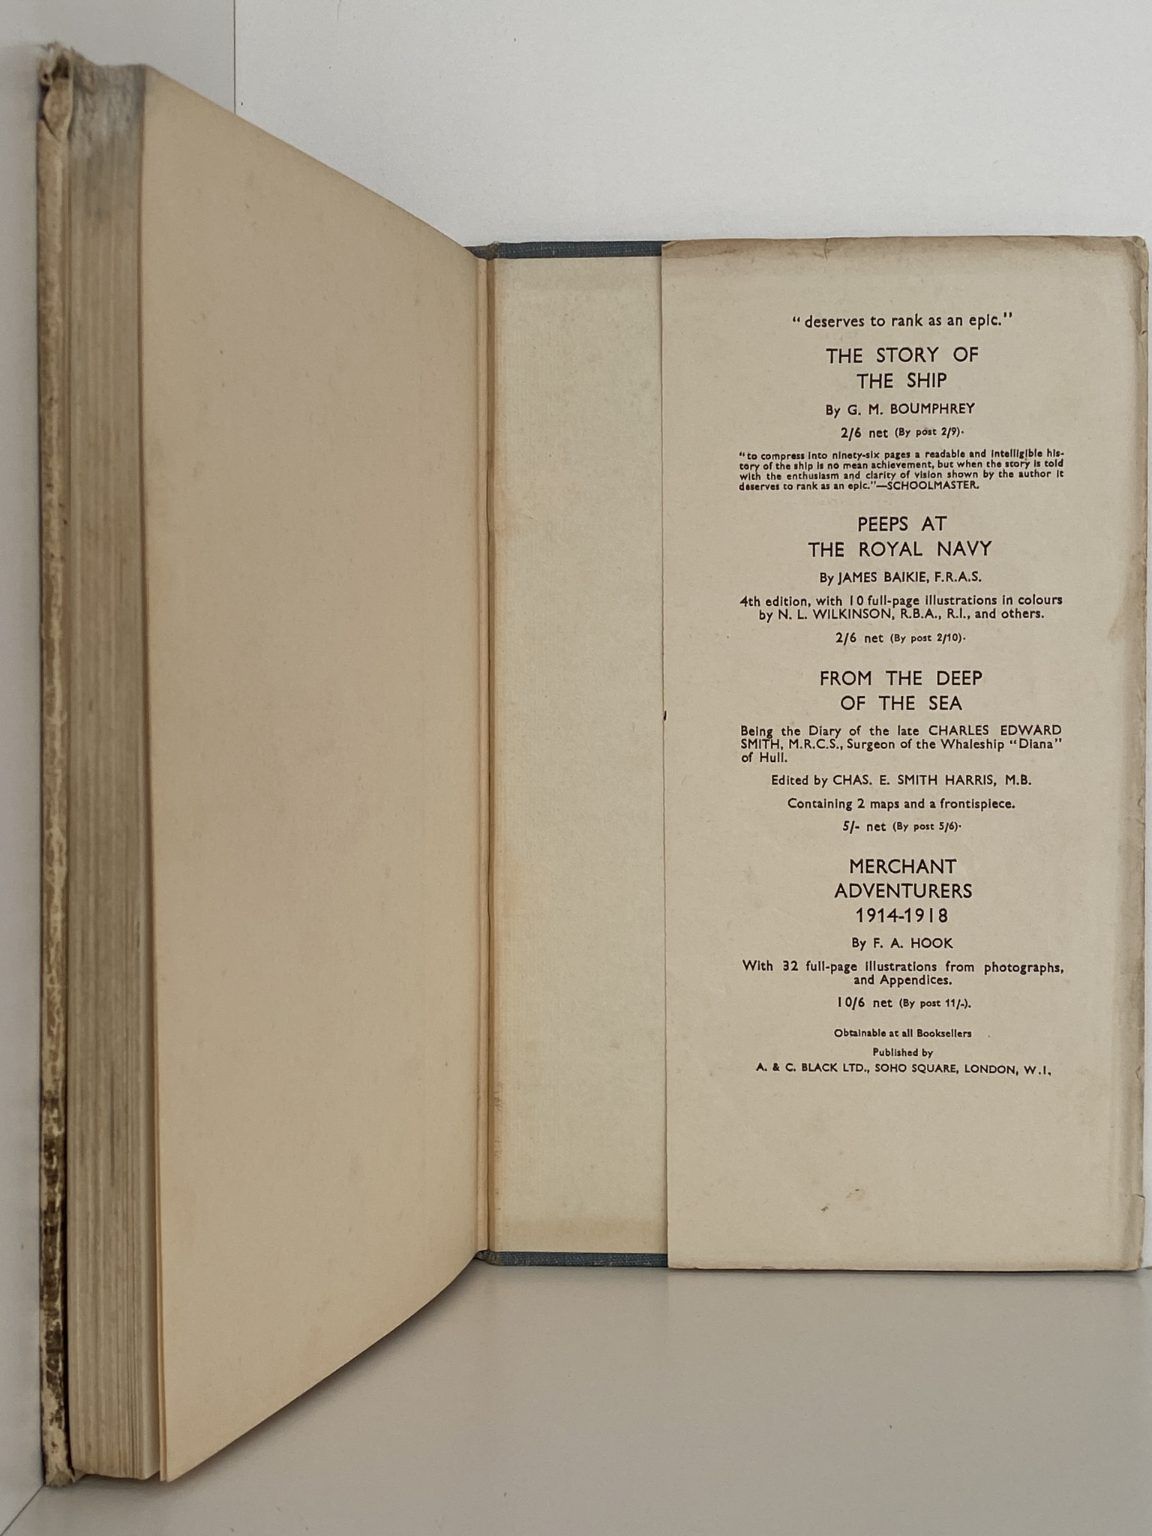 “deserves to rank as an epic.”
THE STORY OF
THE SHIP
By G. M. BOUMPHREY
2/6 net (By post 2/9).
“to compress into ninety-six pages a readable and intelligible his-
tory of the ship is no mean achievement, but when the story is told
with the enthusiasm and clarity of vision shown by the author it
deserves to rank as an epic.”—SCHOOLMASTER.
PEEPS AT
THE ROYAL NAVY
By JAMES BAIKIE, F.R.A.S.
4th edition, with 10 full-page illustrations in colours
by N. L. WILKINSON, R.B.A., R.I., and others.
2/6 net (By post 2/10).
FROM THE DEEP
OF THE SEA
Being the Diary of the late CHARLES EDWARD
SMITH, M.R.C.S., Surgeon of the Whaleship “Diana”
of Hull.
Edited by CHAS. E. SMITH HARRIS, M.B.
Containing 2 maps and a frontispiece.
5/- net (By post 5/6).
MERCHANT
ADVENTURERS
1914-1918
By F. A. HOOK
With 32 full-page illustrations from photographs,
and Appendices.
10/6 net (By post 11/-).
Obtainable at all Booksellers
Published by
A. & C. BLACK LTD., SOHO SQUARE, LONDON, W.1.